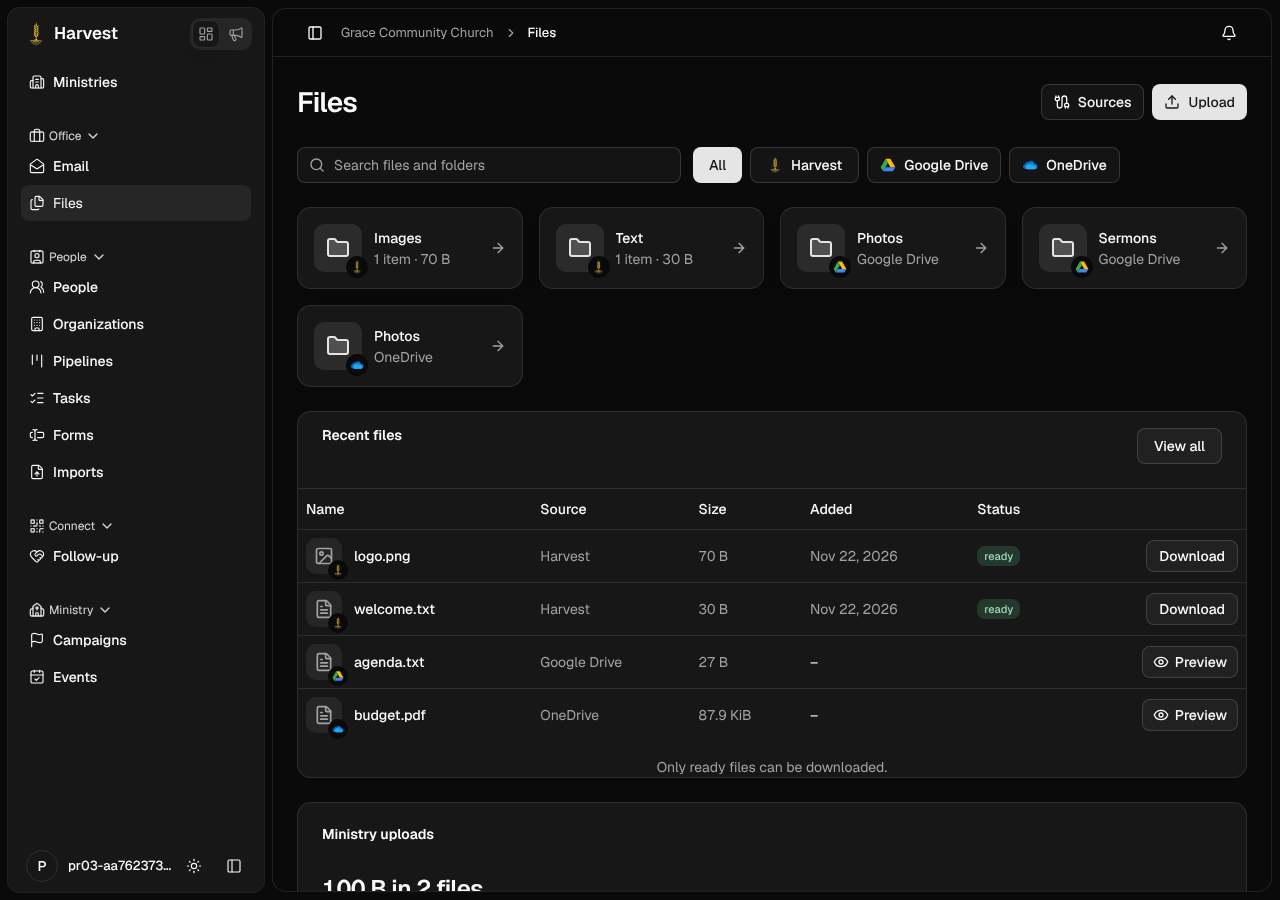 Harvest
Ministries
Office
Email
Files
People
People
Organizations
Pipelines
Tasks
Forms
Imports
Connect
Follow-up
Ministry
Campaigns
Events
P
pr03-aa762373...
Grace Community Church
Files
Files
Sources
Upload
Search files and folders
All
Harvest
Google Drive
OneDrive
Images
1 item · 70 B
Text
1 item · 30 B
Photos
Google Drive
Sermons
Google Drive
Photos
OneDrive
Recent files
View all
Name Source Size Added Status
logo.png Harvest 70 B Nov 22, 2026 ready Download
welcome.txt Harvest 30 B Nov 22, 2026 ready Download
agenda.txt Google Drive 27 B – Preview
budget.pdf OneDrive 87.9 KiB – Preview
Only ready files can be downloaded.
Ministry uploads
100 B in 2 files